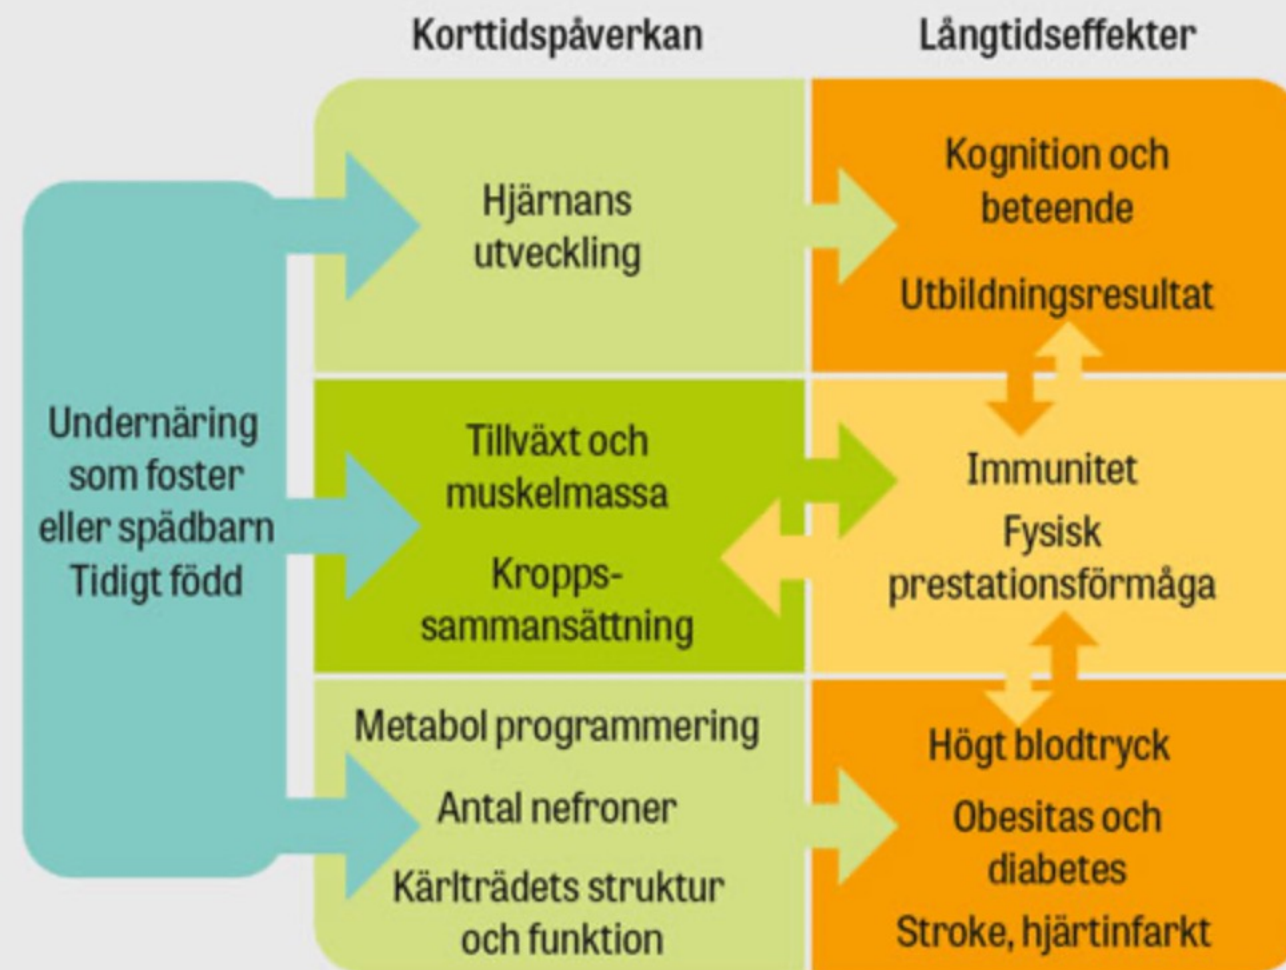 Korttidspåverkan
Långtidseffekter
Undernäring
som foster
eller spädbarn
Tidigt född
Hjärnans
utveckling
Kognition och
beteende
Utbildningsresultat
Tillväxt och
muskelmassa
Kropps-
sammansättning
Immunitet
Fysisk
prestationsförmåga
Metabol programmering
Antal nefroner
Kärlträdets struktur
och funktion
Högt blodtryck
Obesitas och
diabetes
Stroke, hjärtinfarkt